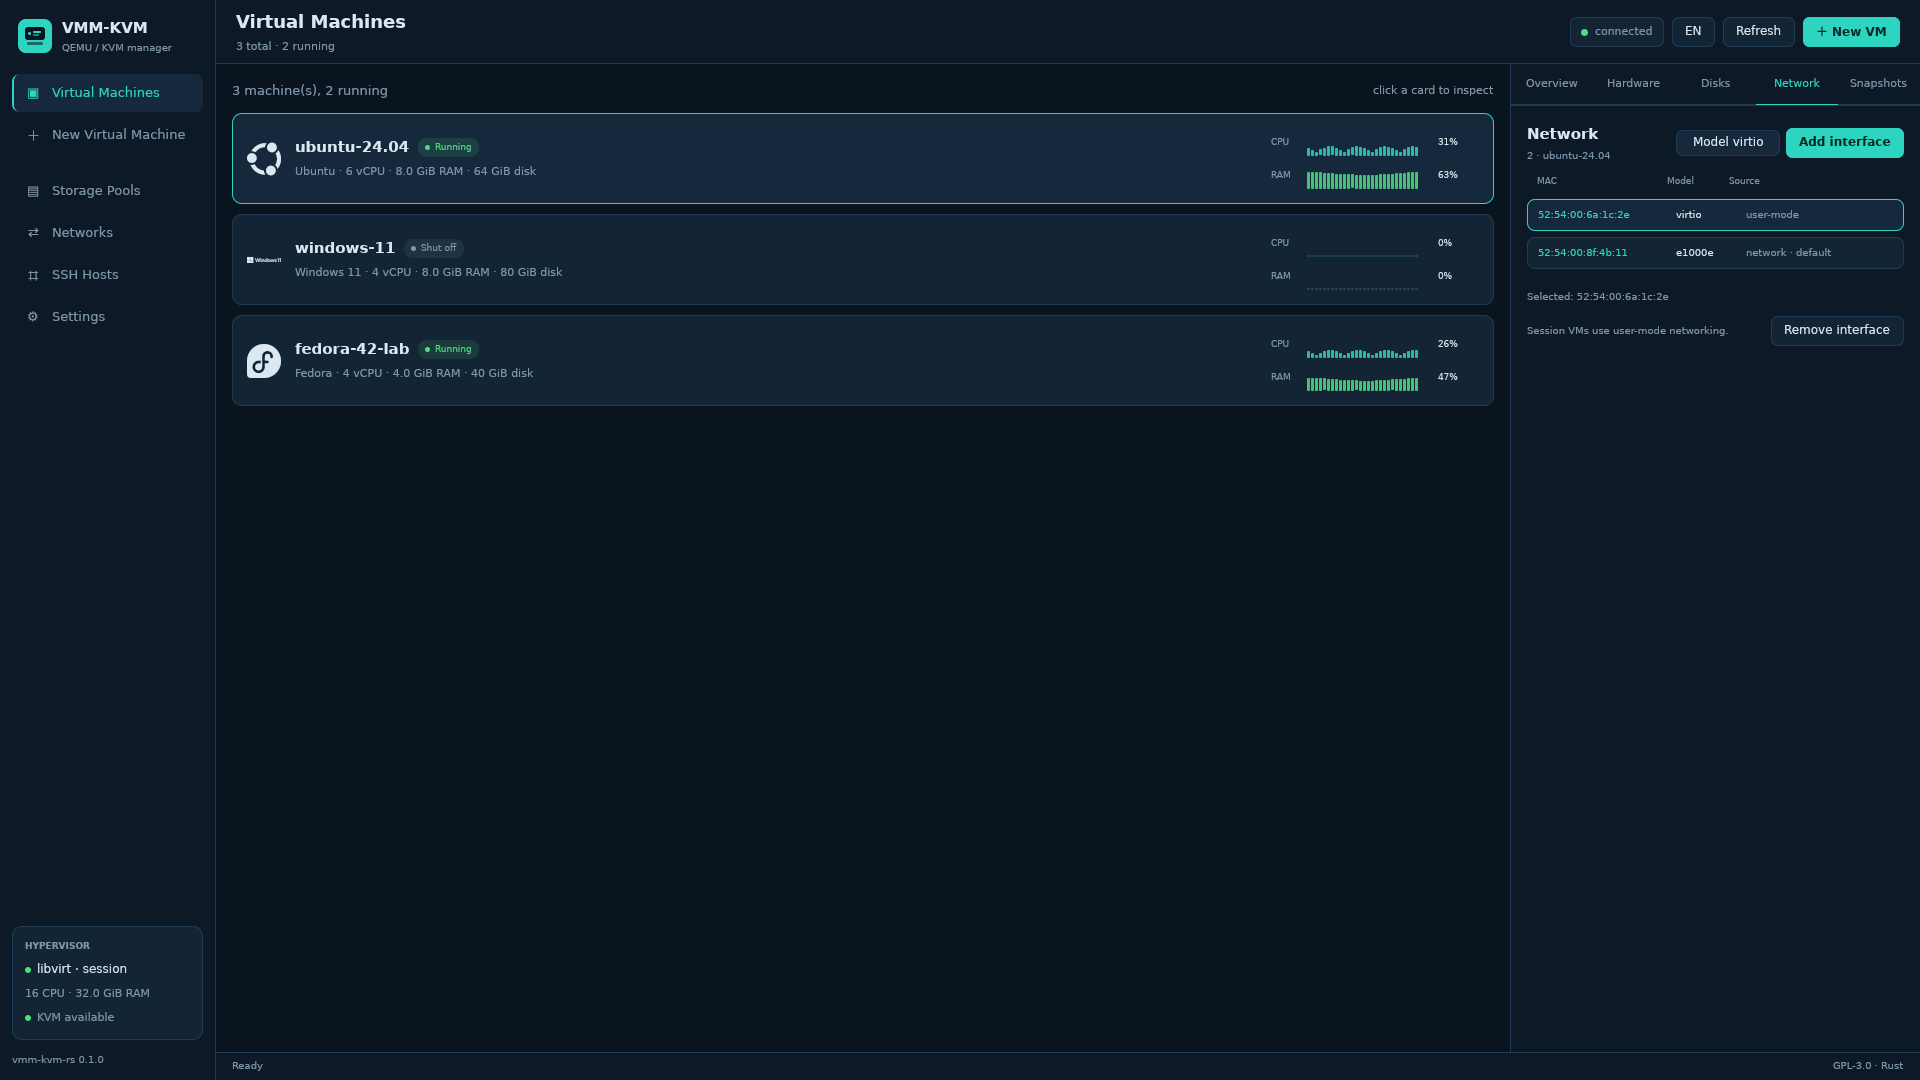 VMM-KVM
QEMU / KVM manager
Virtual Machines
New Virtual Machine
Storage Pools
Networks
SSH Hosts
Settings
HYPERVISOR
libvirt · session
16 CPU · 32.0 GiB RAM
KVM available
vmm-kvm-rs 0.1.0
Virtual Machines
3 total · 2 running
connected
EN
Refresh
+ New VM
3 machine(s), 2 running
click a card to inspect
ubuntu-24.04 Running
Ubuntu · 6 vCPU · 8.0 GiB RAM · 64 GiB disk
CPU 31%
RAM 63%
Windows11
windows-11 Shut off
Windows 11 · 4 vCPU · 8.0 GiB RAM · 80 GiB disk
CPU 0%
RAM 0%
fedora-42-lab Running
Fedora · 4 vCPU · 4.0 GiB RAM · 40 GiB disk
CPU 26%
RAM 47%
Overview Hardware Disks Network Snapshots
Network
2 · ubuntu-24.04
Model virtio
Add interface
MAC Model Source
52:54:00:6a:1c:2e virtio user-mode
52:54:00:8f:4b:11 e1000e network · default
Selected: 52:54:00:6a:1c:2e
Session VMs use user-mode networking.
Remove interface
Ready
GPL-3.0 · Rust